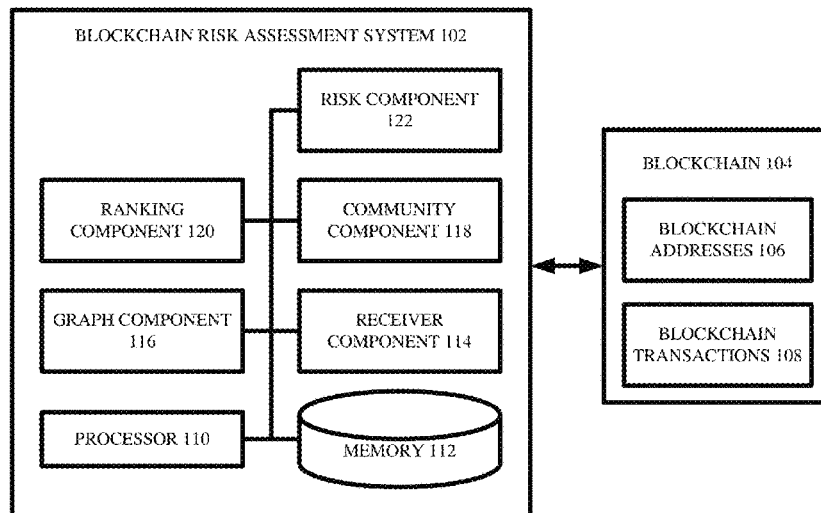 BLOCKCHAIN RISK ASSESSMENT SYSTEM 102
RISK COMPONENT
122
RANKING
COMPONENT 120
COMMUNITY
COMPONENT 118
GRAPH COMPONENT
116
RECEIVER
COMPONENT 114
PROCESSOR 110
MEMORY 112
BLOCKCHAIN 104
BLOCKCHAIN
ADDRESSES 106
BLOCKCHAIN
TRANSACTIONS 108